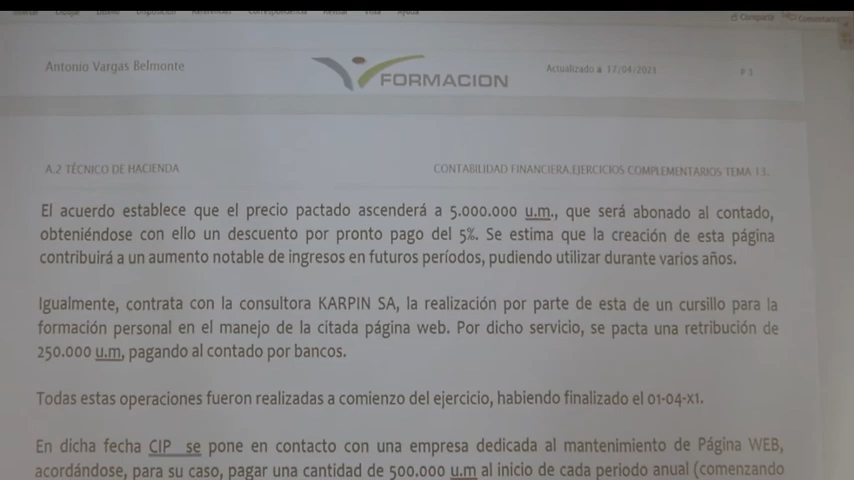 Compartir
Comentarios
Antonio Vargas Belmonte
FORMACION
Actualizado a 17/04/2021
P 3
A.2 TÉCNICO DE HACIENDA
CONTABILIDAD FINANCIERA.EJERCICIOS COMPLEMENTARIOS TEMA 13.
El acuerdo establece que el precio pactado ascenderá a 5.000.000 u.m., que será abonado al contado,
obteniéndose con ello un descuento por pronto pago del 5%. Se estima que la creación de esta página
contribuirá a un aumento notable de ingresos en futuros períodos, pudiendo utilizar durante varios años.
Igualmente, contrata con la consultora KARPIN SA, la realización por parte de esta de un cursillo para la
formación personal en el manejo de la citada página web. Por dicho servicio, se pacta una retribución de
250.000 u.m, pagando al contado por bancos.
Todas estas operaciones fueron realizadas a comienzo del ejercicio, habiendo finalizado el 01-04-X1.
En dicha fecha CIP se pone en contacto con una empresa dedicada al mantenimiento de Página WEB,
acordándose, para su caso, pagar una cantidad de 500.000 u.m al inicio de cada periodo anual (comenzando